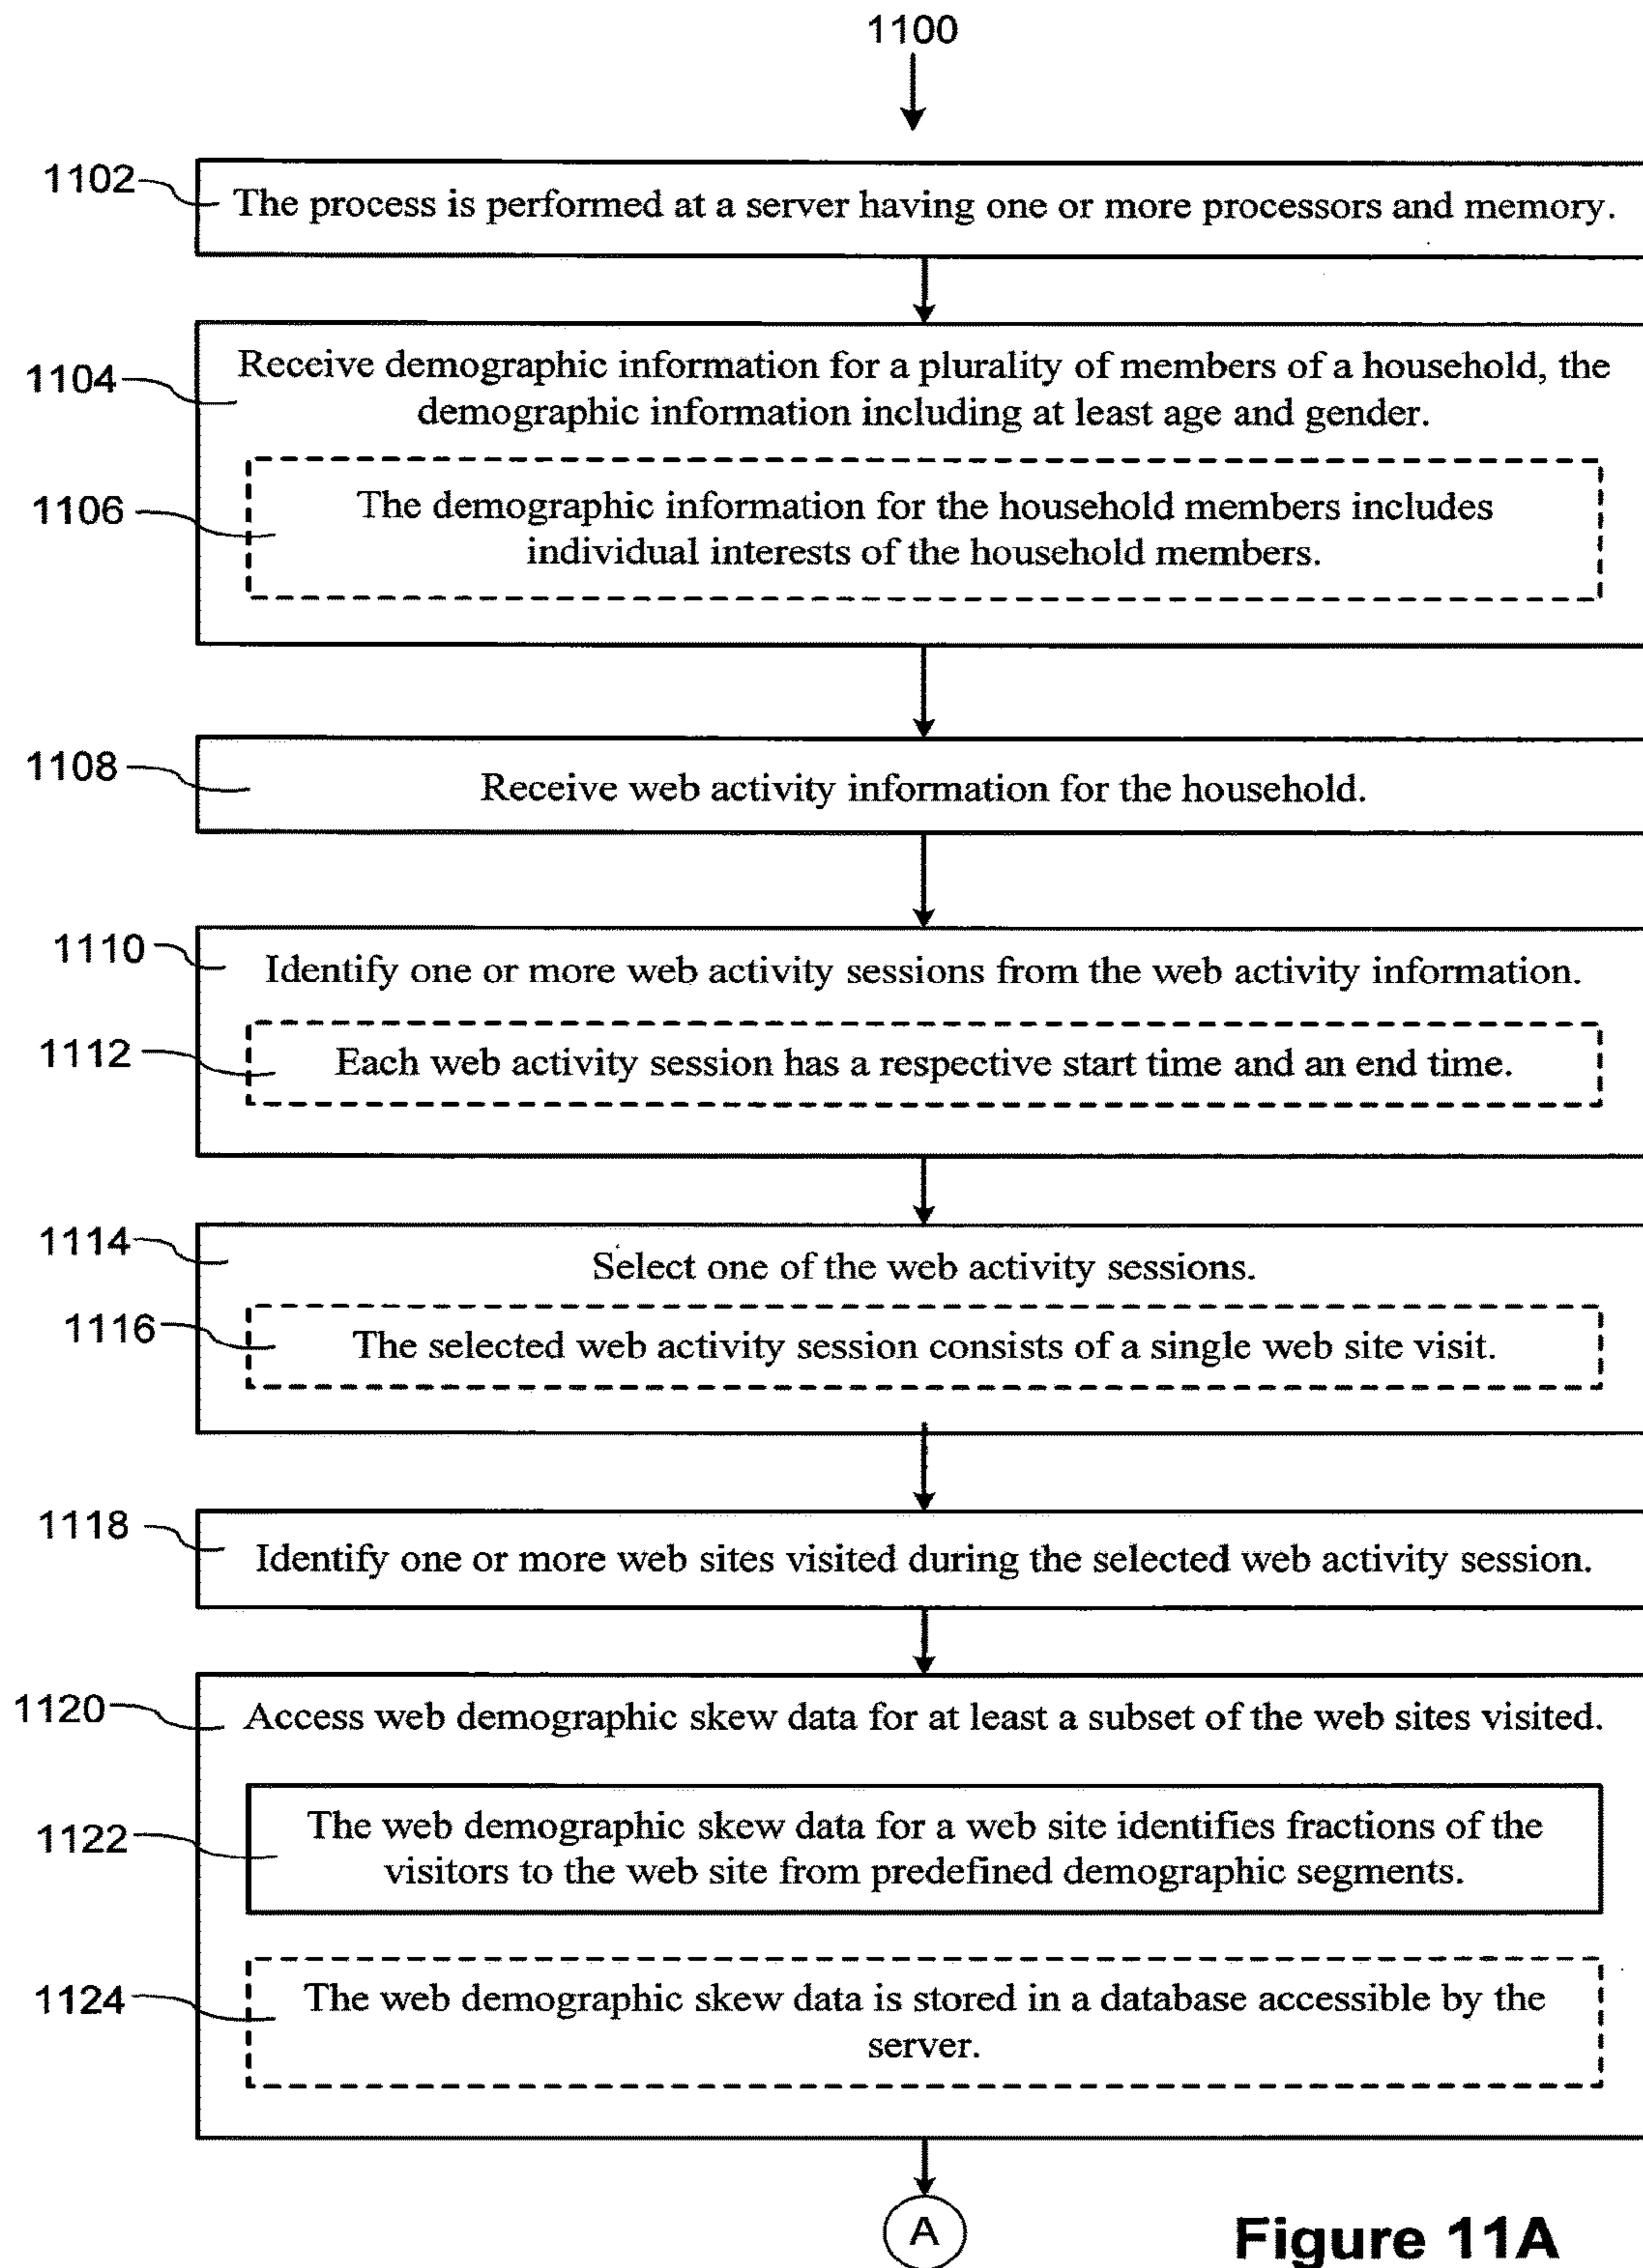 1100
1102
The process is performed at a server having one or more processors and memory.
1104
Receive demographic information for a plurality of members of a household, the
demographic information including at least age and gender.
1106
The demographic information for the household members includes
individual interests of the household members.
1108
Receive web activity information for the household.
1110
Identify one or more web activity sessions from the web activity information.
1112
Each web activity session has a respective start time and an end time.
1114
Select one of the web activity sessions.
1116
The selected web activity session consists of a single web site visit.
1118
Identify one or more web sites visited during the selected web activity session.
1120
Access web demographic skew data for at least a subset of the web sites visited.
1122
The web demographic skew data for a web site identifies fractions of the
visitors to the web site from predefined demographic segments.
1124
The web demographic skew data is stored in a database accessible by the
server.
A
Figure 11A